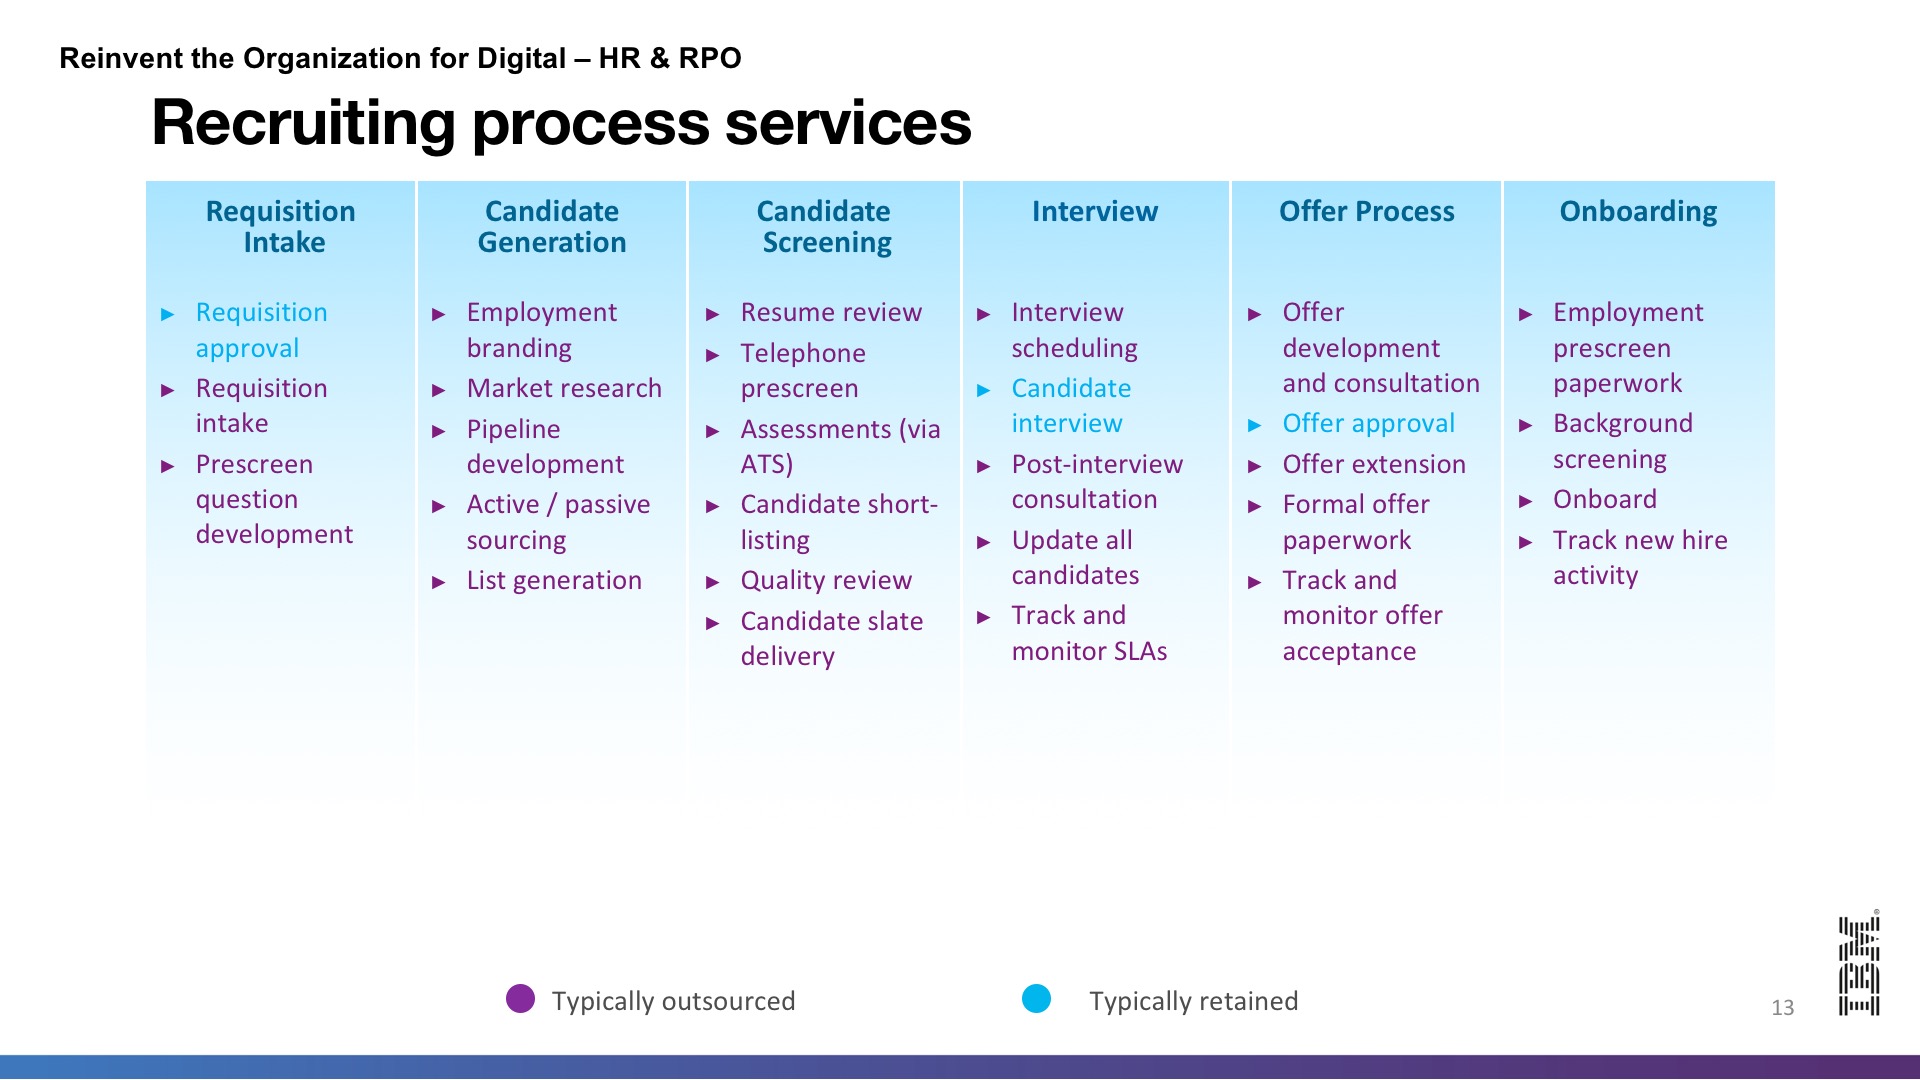 Reinvent the Organization for Digital – HR & RPO
Recruiting process services
Requisition
Intake
► Requisition
approval
► Requisition
intake
► Prescreen
question
development
Candidate
Generation
► Employment
branding
► Market research
► Pipeline
development
► Active / passive
sourcing
► List generation
Candidate
Screening
► Resume review
► Telephone
prescreen
► Assessments (via
ATS)
► Candidate short-
listing
► Quality review
► Candidate slate
delivery
Interview
► Interview
scheduling
► Candidate
interview
► Post-interview
consultation
► Update all
candidates
► Track and
monitor SLAs
Offer Process
► Offer
development
and consultation
► Offer approval
► Offer extension
► Formal offer
paperwork
► Track and
monitor offer
acceptance
Onboarding
► Employment
prescreen
paperwork
► Background
screening
► Onboard
► Track new hire
activity
Typically outsourced
Typically retained
13
IBM®